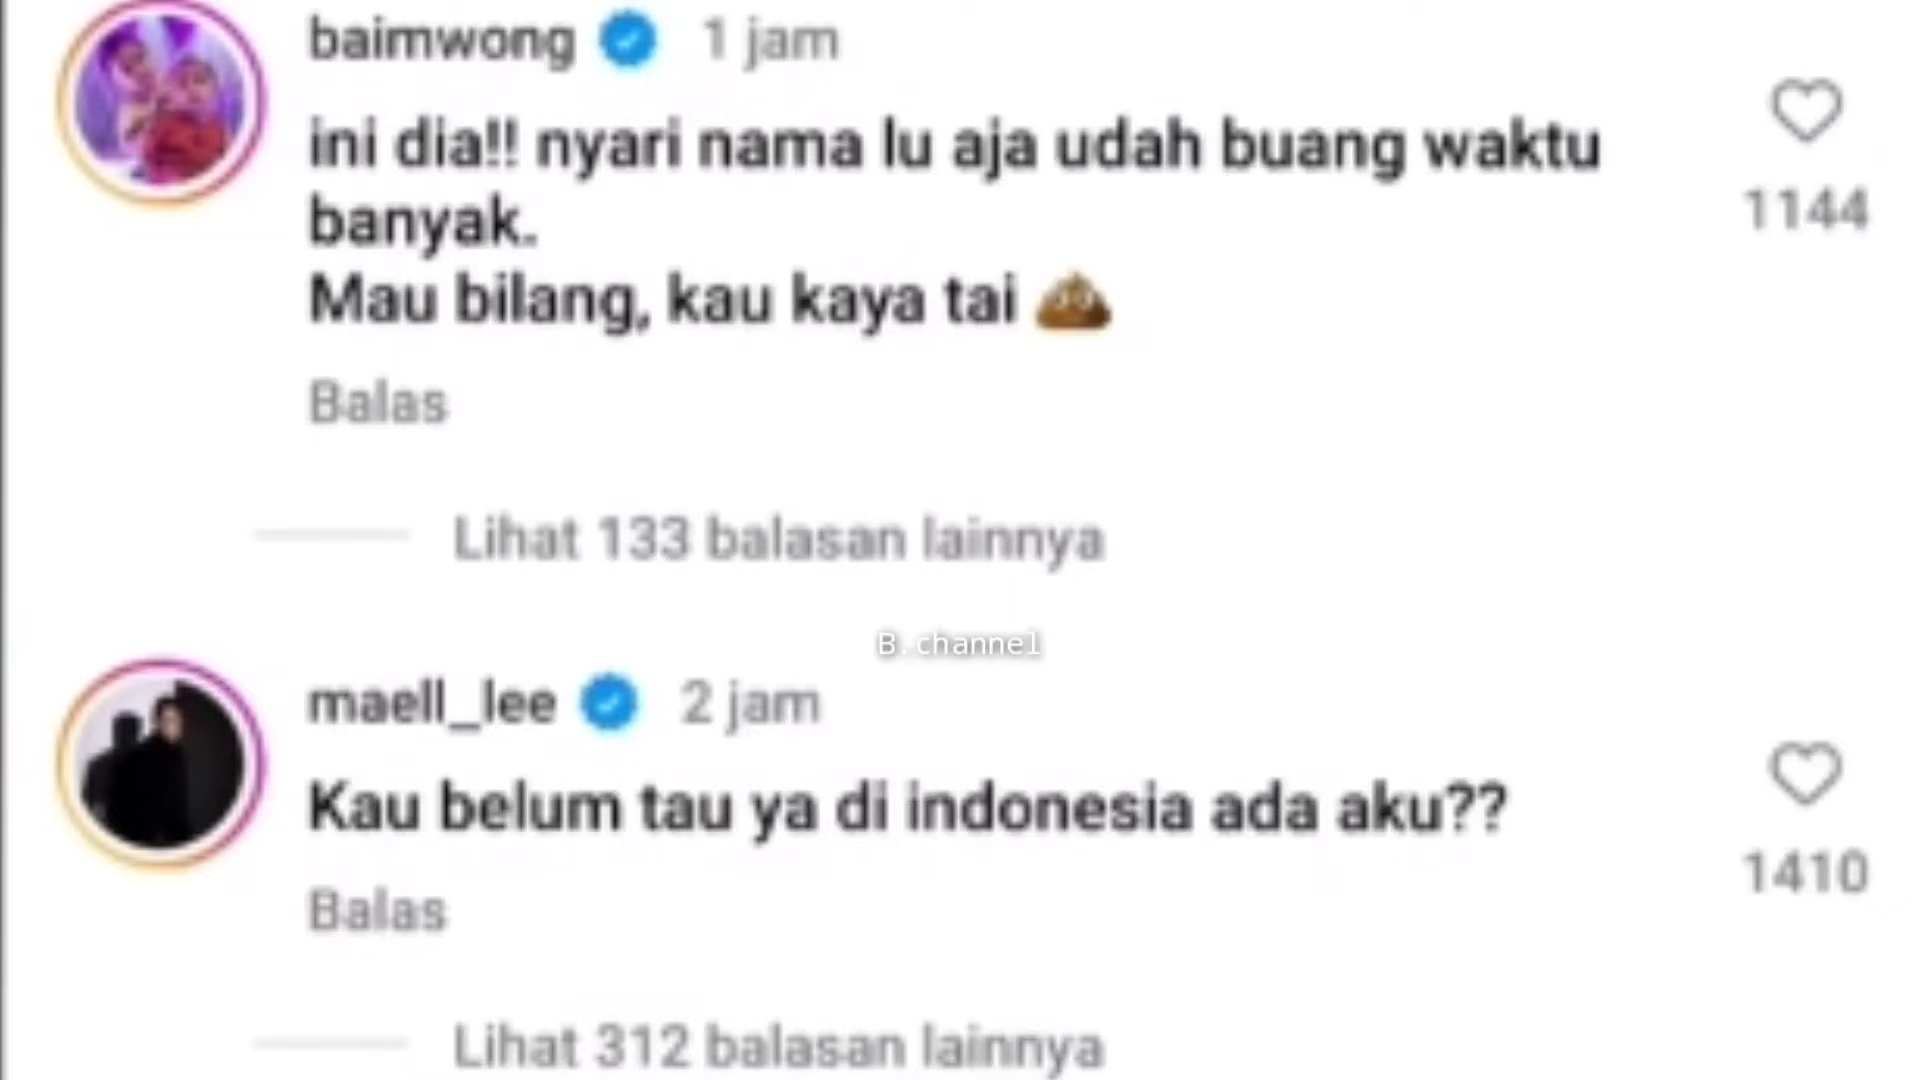 baimwong 1 jam
ini dia!! nyari nama lu aja udah buang waktu
banyak.
Mau bilang, kau kaya tai 💩
1144
Balas
Lihat 133 balasan lainnya
B.channel
maell_lee 2 jam
Kau belum tau ya di indonesia ada aku??
1410
Balas
Lihat 312 balasan lainnya